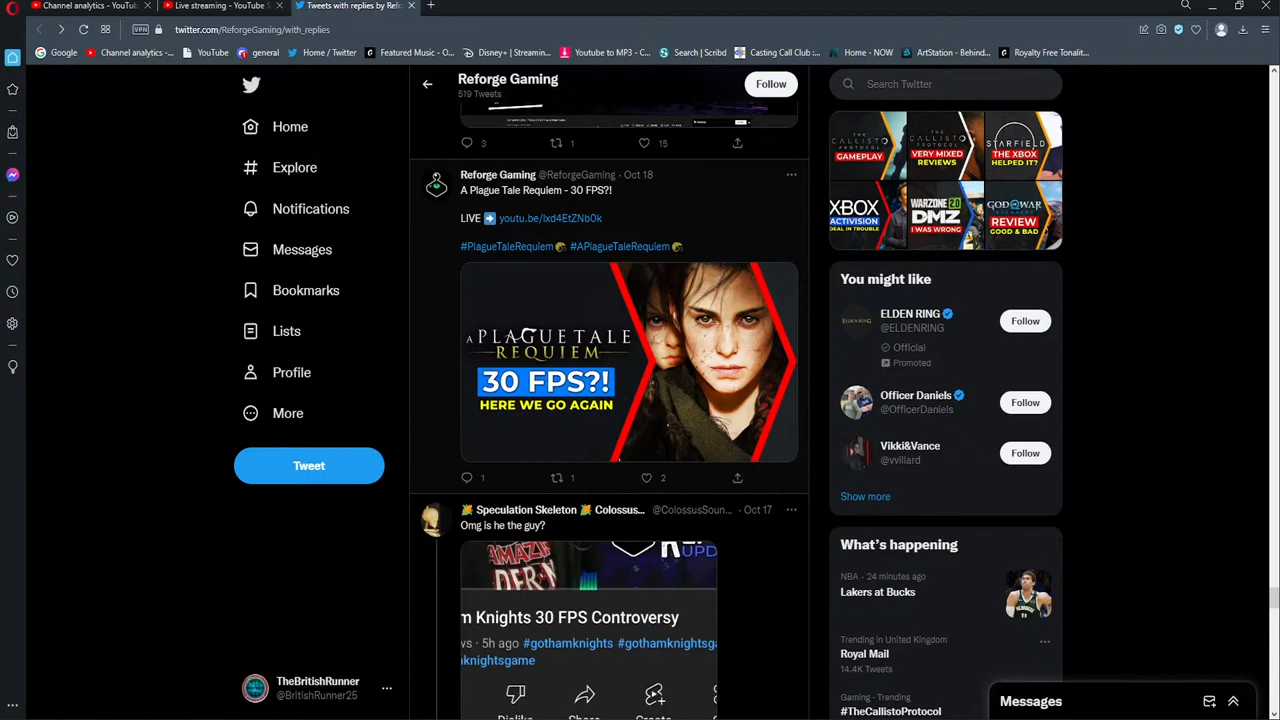 Channel analytics - YouTube S
Live streaming - YouTube S
Tweets with replies by Refo
twitter.com/ReforgeGaming/with_replies
VPN
Google
Channel analytics -...
YouTube
general
Home / Twitter
Featured Music - O...
Disney+ | Streamin...
Youtube to MP3 - C...
Search | Scribd
Casting Call Club :...
Home - NOW
ArtStation - Behind...
Royalty Free Tonalit...
Home
Explore
Notifications
Messages
Bookmarks
Lists
Profile
More
Tweet
TheBritishRunner
@BritishRunner25
Reforge Gaming
519 Tweets
Follow
3
1
15
Reforge Gaming @ReforgeGaming · Oct 18
A Plague Tale Requiem - 30 FPS?!
LIVE ➡ youtu.be/lxd4EtZNb0k
#PlagueTaleRequiem #APlagueTaleRequiem
A PLAGUE TALE
REQUIEM
30 FPS?!
HERE WE GO AGAIN
1
1
2
Speculation Skeleton 🌽 Colossus... @ColossusSoun... · Oct 17
Omg is he the guy?
UPD
m Knights 30 FPS Controversy
ws · 5h ago #gothamknights #gothamknightsga
knightsgame
Dislike
Share
Create
Search Twitter
THE CALLISTO PROTOCOL
GAMEPLAY
THE CALLISTO PROTOCOL
VERY MIXED REVIEWS
STARFIELD
THE XBOX HELPED IT?
XBOX
ACTIVISION
DEAL IN TROUBLE
WARZONE 2.0
DMZ
I WAS WRONG
GOD WAR
REVIEW
GOOD & BAD
You might like
ELDEN RING
@ELDENRING
Official
Promoted
Follow
Officer Daniels
@OfficerDaniels
Follow
Vikki&Vance
@vvillard
Follow
Show more
What's happening
NBA · 24 minutes ago
Lakers at Bucks
Trending in United Kingdom
Royal Mail
14.4K Tweets
Gaming · Trending
#TheCallistoProtocol
Messages